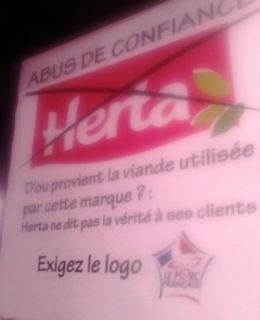 ABUS DE CONFIANCE
Herta
D'ou provient la viande utilisée
par cette marque ? :
Herta ne dit pas la vérité à ses clients
Exigez le logo
LE PORC
FRANÇAIS